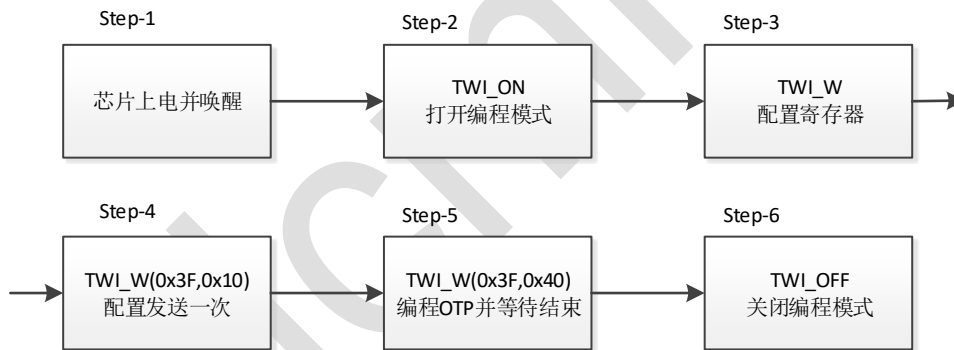 Step-1
Step-2
Step-3
芯片上电并唤醒
TWI_ON
打开编程模式
TWI_W
配置寄存器
Step-4
Step-5
Step-6
TWI_W(0x3F,0x10)
配置发送一次
TWI_W(0x3F,0x40)
编程OTP并等待结束
TWI_OFF
关闭编程模式